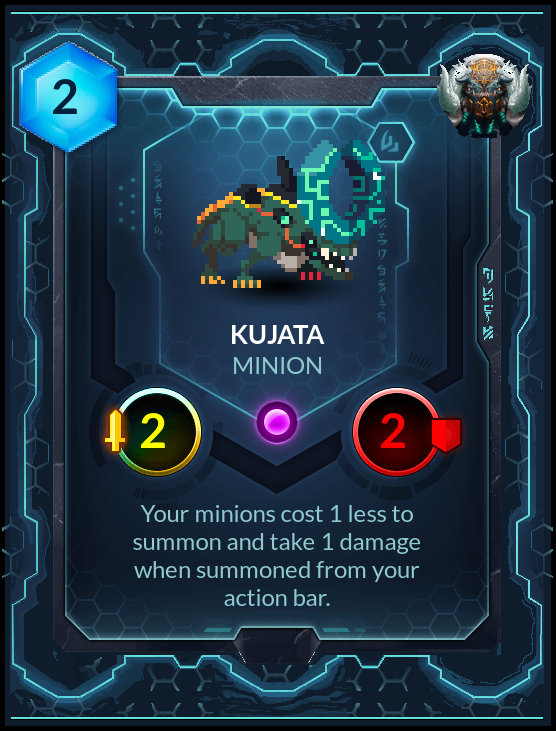 2
KUJATA
MINION
2
2
Your minions cost 1 less to
summon and take 1 damage
when summoned from your
action bar.